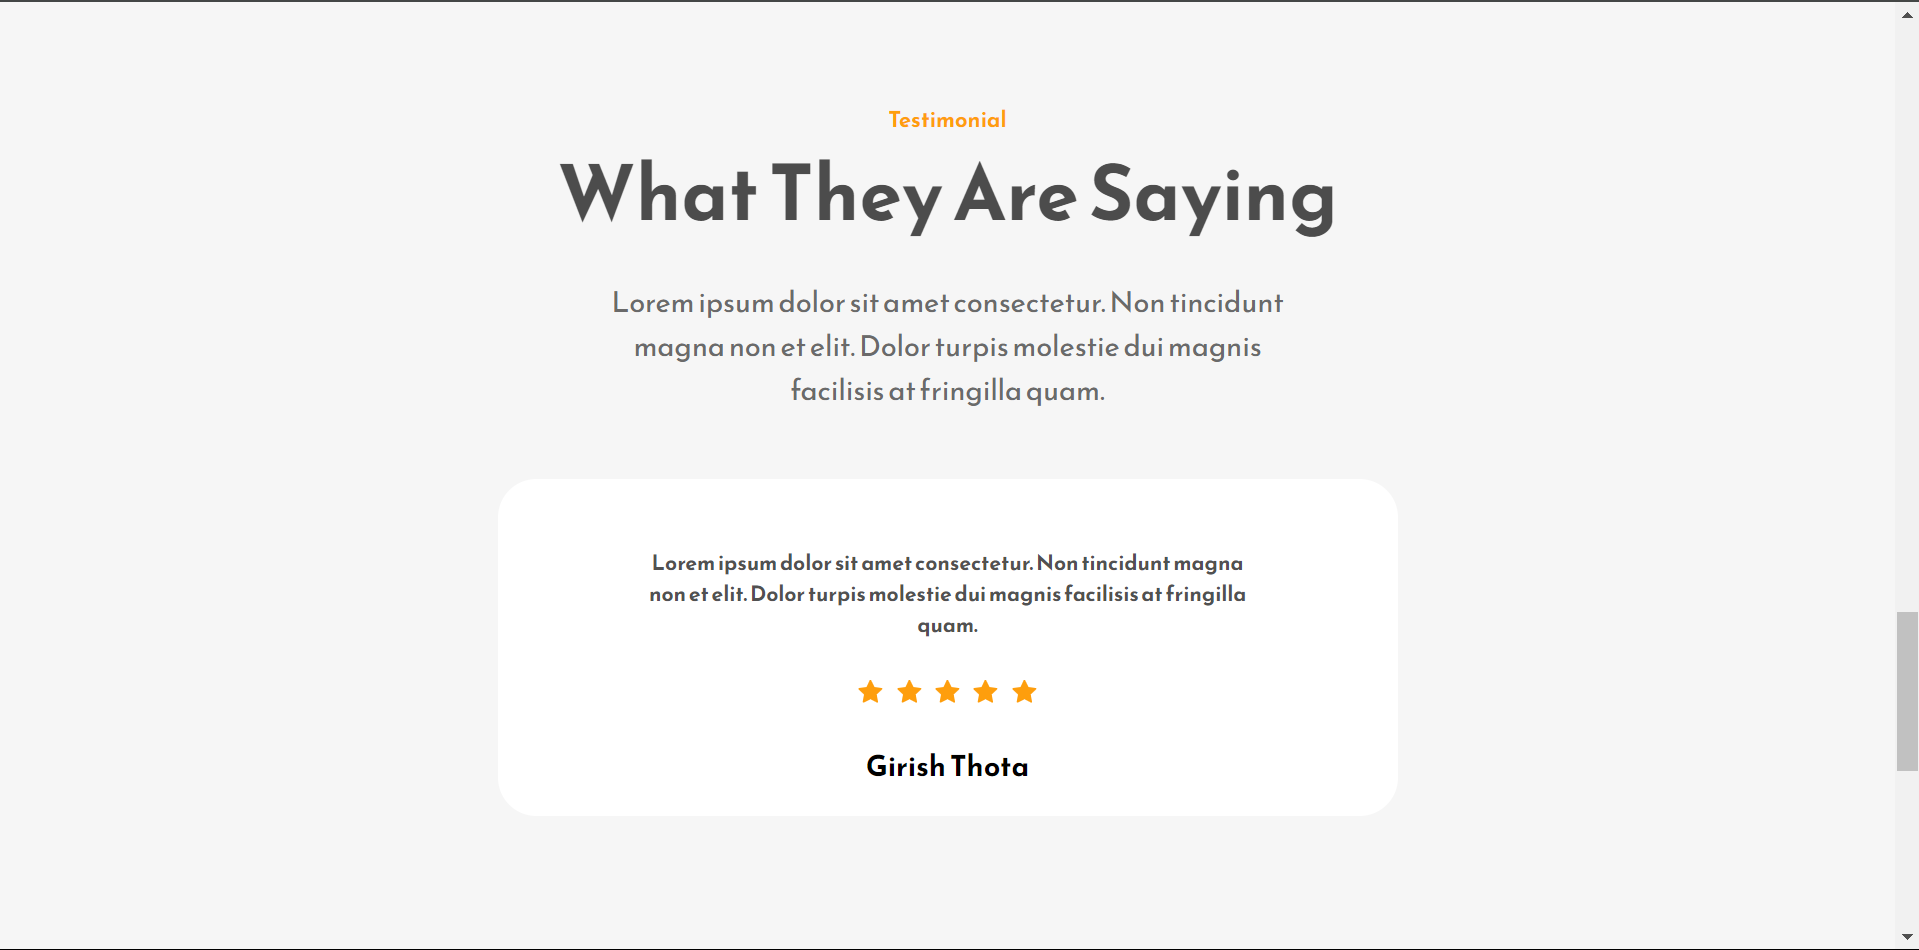 Testimonial
What They Are Saying
Lorem ipsum dolor sit amet consectetur. Non tincidunt
magna non et elit. Dolor turpis molestie dui magnis
facilisis at fringilla quam.
Lorem ipsum dolor sit amet consectetur. Non tincidunt magna
non et elit. Dolor turpis molestie dui magnis facilisis at fringilla
quam.
Girish Thota